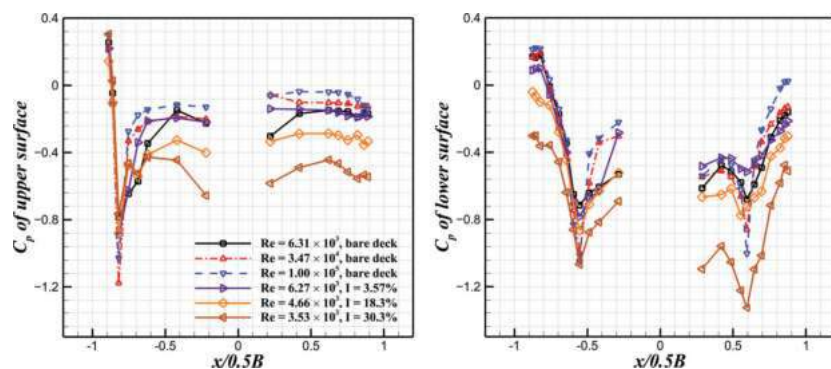 C_p of upper surface
0.4
0
-0.4
-0.8
-1.2
Re = 6.31 × 10³, bare deck
Re = 3.47 × 10⁴, bare deck
Re = 1.00 × 10⁵, bare deck
Re = 6.27 × 10³, I = 3.57%
Re = 4.66 × 10³, I = 18.3%
Re = 3.53 × 10³, I = 30.3%
-1 -0.5 0 0.5 1
x/0.5B
C_p of lower surface
0.4
0
-0.4
-0.8
-1.2
-1 -0.5 0 0.5 1
x/0.5B